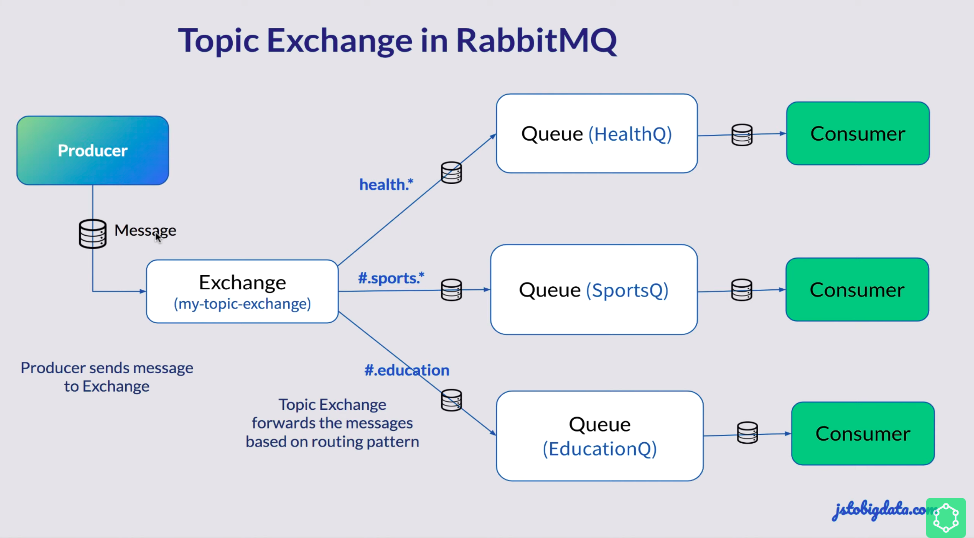 Topic Exchange in RabbitMQ
Producer
Message
Exchange
(my-topic-exchange)
Producer sends message
to Exchange
health.*
#.sports.*
#.education
Topic Exchange
forwards the messages
based on routing pattern
Queue (HealthQ)
Consumer
Queue (SportsQ)
Consumer
Queue
(EducationQ)
Consumer
jstobigdata.com